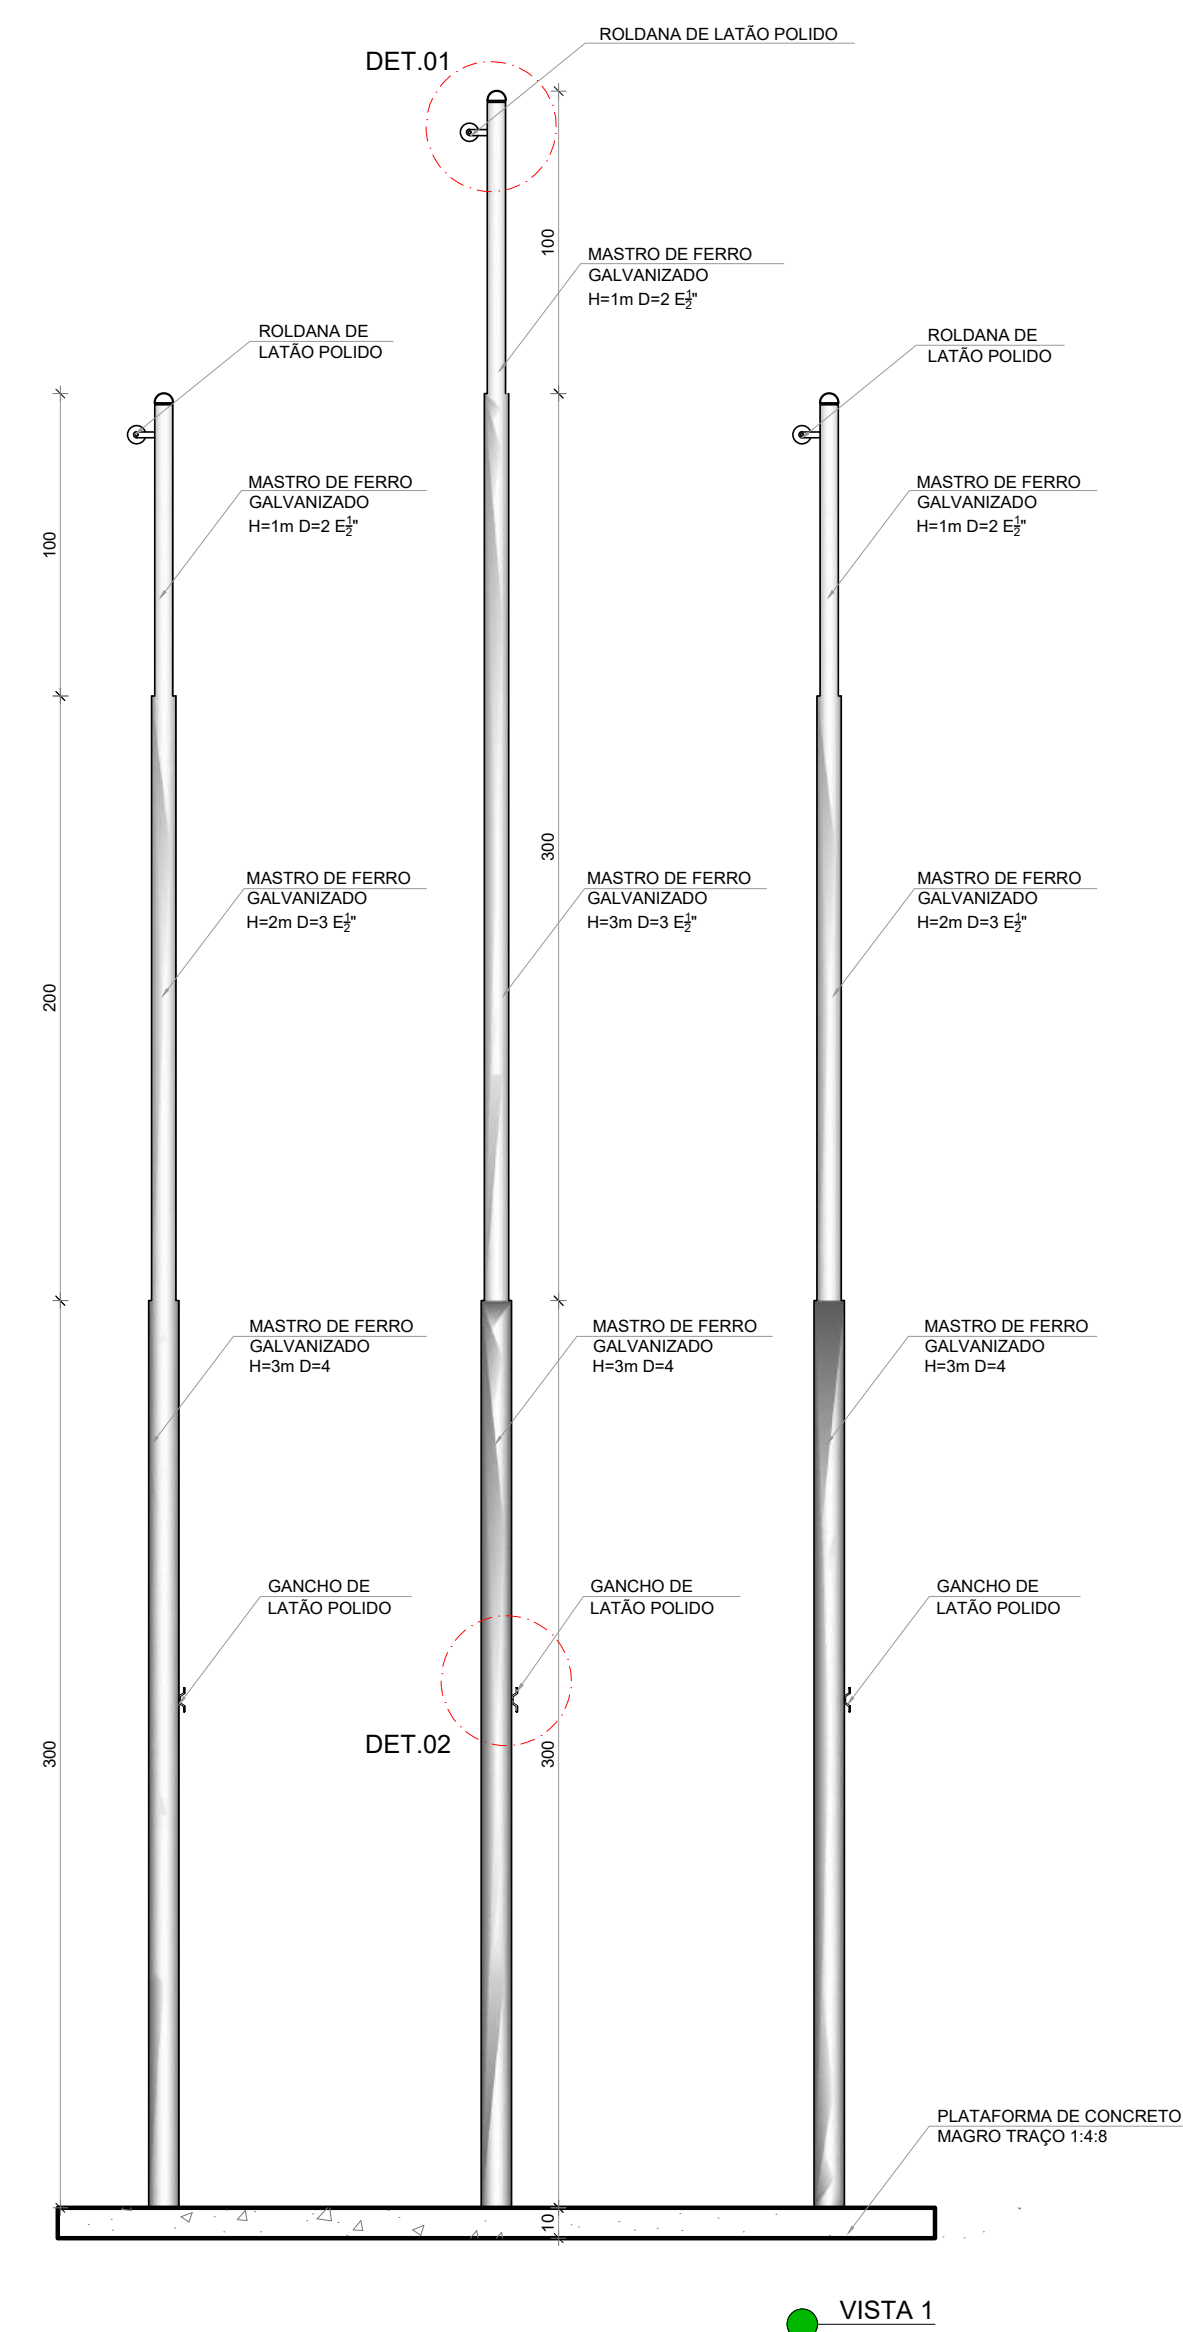 ROLDANA DE LATÃO POLIDO
DET.01
100
MASTRO DE FERRO
GALVANIZADO
H=1m D=2 E½"
ROLDANA DE
LATÃO POLIDO
ROLDANA DE
LATÃO POLIDO
MASTRO DE FERRO
GALVANIZADO
H=1m D=2 E½"
MASTRO DE FERRO
GALVANIZADO
H=1m D=2 E½"
100
300
MASTRO DE FERRO
GALVANIZADO
H=2m D=3 E½"
MASTRO DE FERRO
GALVANIZADO
H=3m D=3 E½"
MASTRO DE FERRO
GALVANIZADO
H=2m D=3 E½"
200
MASTRO DE FERRO
GALVANIZADO
H=3m D=4
MASTRO DE FERRO
GALVANIZADO
H=3m D=4
MASTRO DE FERRO
GALVANIZADO
H=3m D=4
GANCHO DE
LATÃO POLIDO
GANCHO DE
LATÃO POLIDO
GANCHO DE
LATÃO POLIDO
300
DET.02
300
PLATAFORMA DE CONCRETO
MAGRO TRAÇO 1:4:8
10
VISTA 1